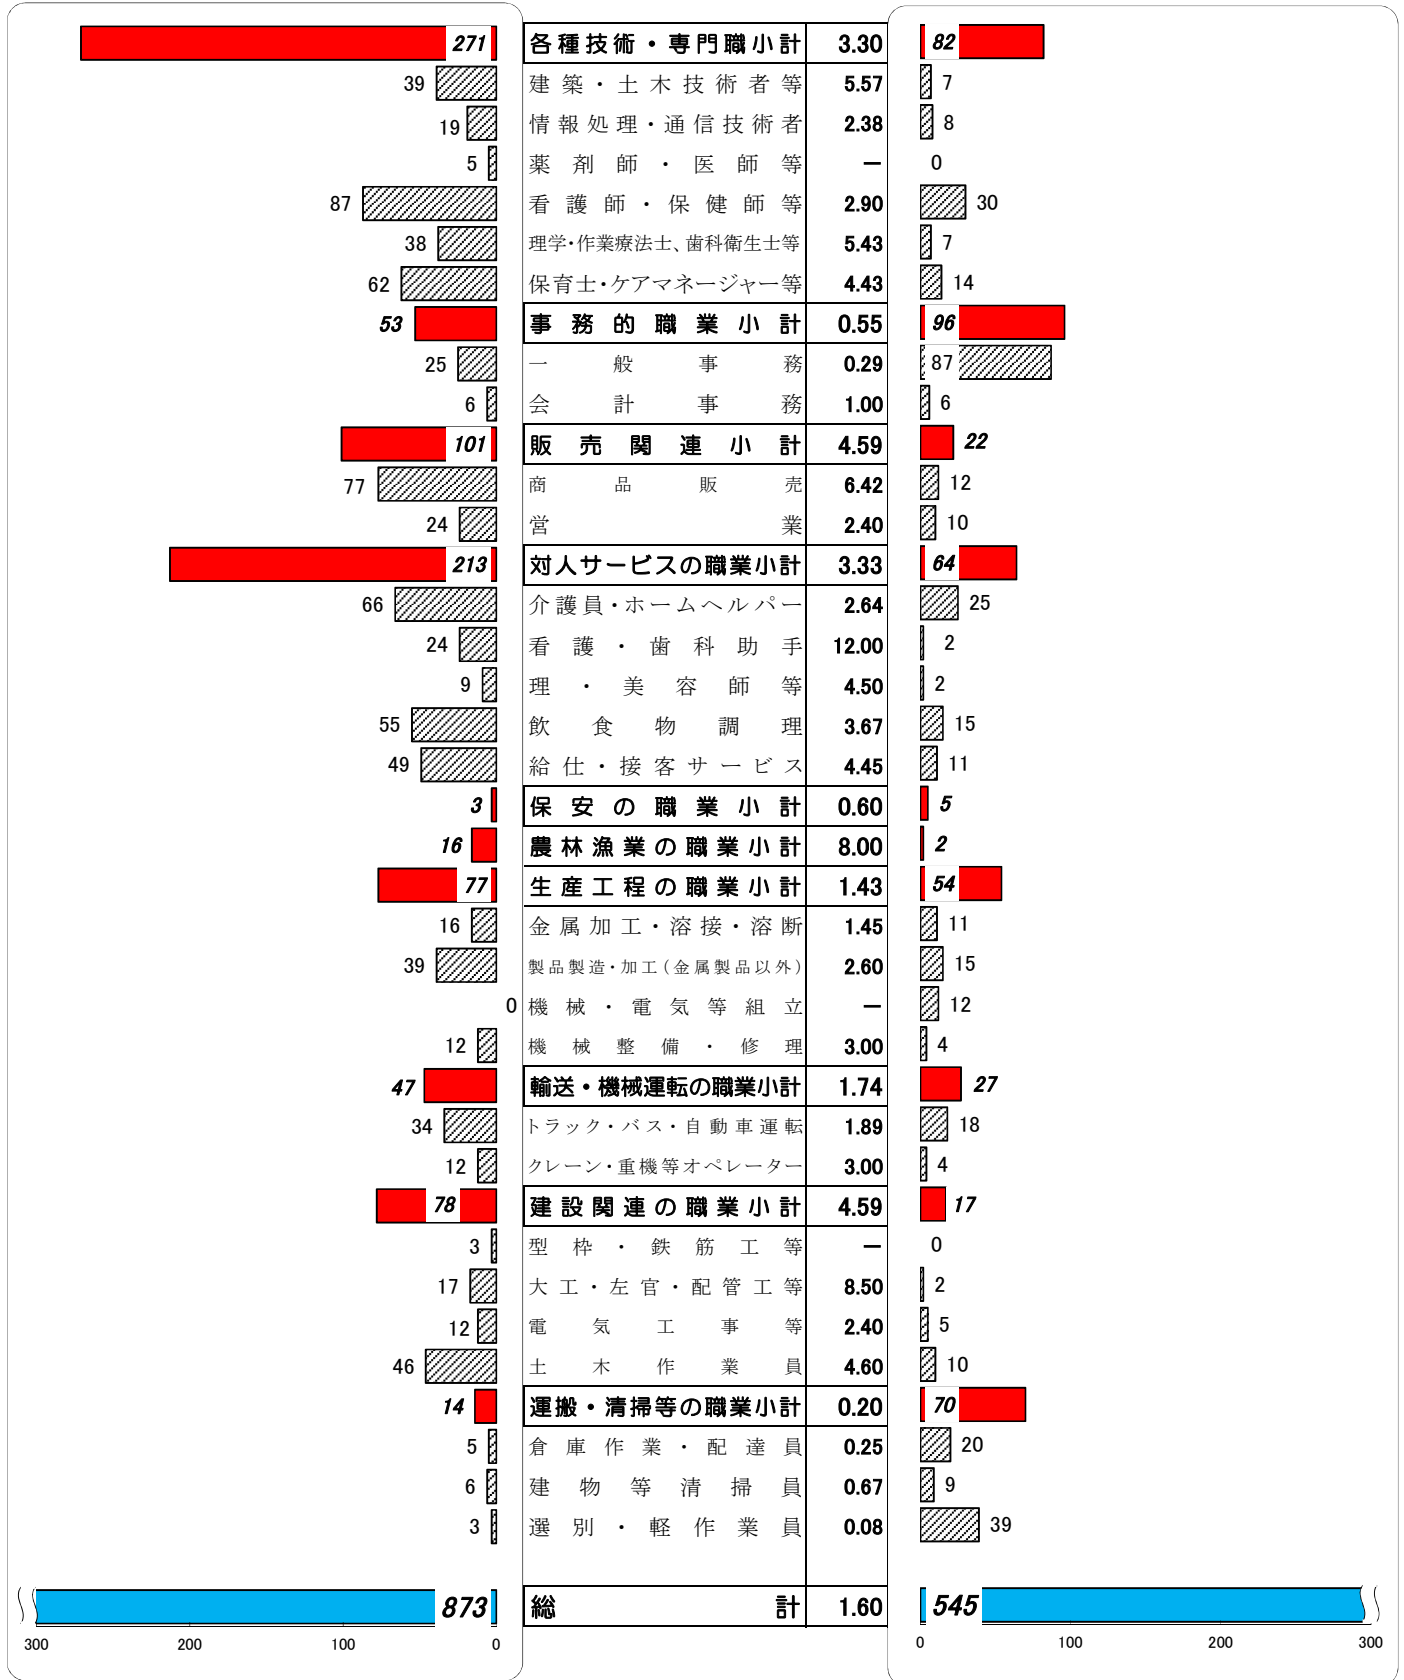 271 各種技術・専門職小計 3.30 82
39 建築・土木技術者等 5.57 7
19 情報処理・通信技術者 2.38 8
5 薬剤師・医師等 ー 0
87 看護師・保健師等 2.90 30
38 理学・作業療法士、歯科衛生士等 5.43 7
62 保育士・ケアマネージャー等 4.43 14
53 事務的職業小計 0.55 96
25 一般事務 0.29 87
6 会計事務 1.00 6
101 販売関連小計 4.59 22
77 商品販売 6.42 12
24 営業 2.40 10
213 対人サービスの職業小計 3.33 64
66 介護員・ホームヘルパー 2.64 25
24 看護・歯科助手 12.00 2
9 理・美容師等 4.50 2
55 飲食物調理 3.67 15
49 給仕・接客サービス 4.45 11
3 保安の職業小計 0.60 5
16 農林漁業の職業小計 8.00 2
77 生産工程の職業小計 1.43 54
16 金属加工・溶接・溶断 1.45 11
39 製品製造・加工(金属製品以外) 2.60 15
0 機械・電気等組立 ー 12
12 機械整備・修理 3.00 4
47 輸送・機械運転の職業小計 1.74 27
34 トラック・バス・自動車運転 1.89 18
12 クレーン・重機等オペレーター 3.00 4
78 建設関連の職業小計 4.59 17
3 型枠・鉄筋工等 ー 0
17 大工・左官・配管工等 8.50 2
12 電気工事等 2.40 5
46 土木作業員 4.60 10
14 運搬・清掃等の職業小計 0.20 70
5 倉庫作業・配達員 0.25 20
6 建物等清掃員 0.67 9
3 選別・軽作業員 0.08 39
873 総計 1.60 545
300 200 100 0 0 100 200 300